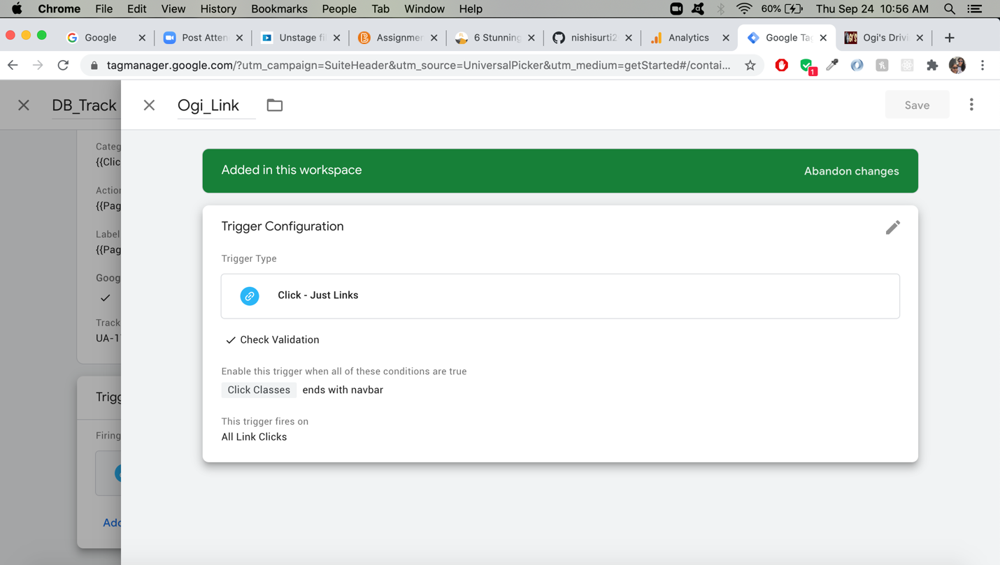 Chrome File Edit View History Bookmarks People Tab Window Help 60% Thu Sep 24 10:56 AM
Google Post Atten Unstage fi Assignmen 6 Stunning nishisurti2 Analytics Google Tag Ogi's Drivi
tagmanager.google.com/?utm_campaign=SuiteHeader&utm_source=UniversalPicker&utm_medium=getStarted#/contai... 1
DB_Track Ogi_Link Save
Added in this workspace Abandon changes
Categ
{{Clic
Action
{{Pag
Label
{{Pag
Goog
Track
UA-1
Trigg
Firing
Add
Trigger Configuration
Trigger Type
Click - Just Links
Check Validation
Enable this trigger when all of these conditions are true
Click Classes ends with navbar
This trigger fires on
All Link Clicks